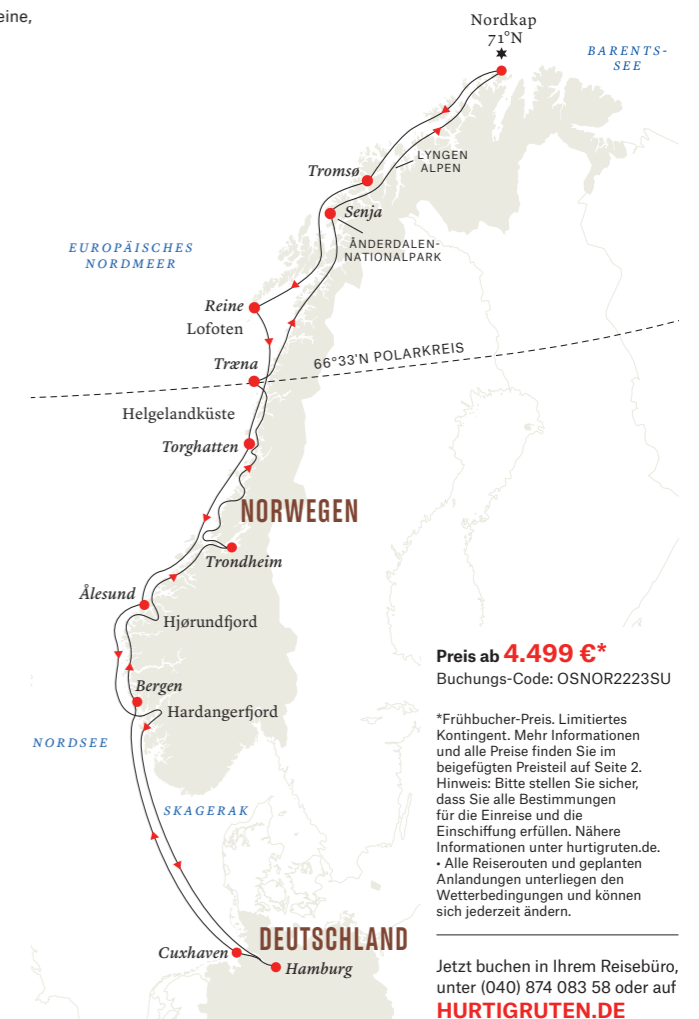 eine,
Nordkap
71°N
BARENTS-
SEE
LYNGEN
ALPEN
Tromsø
Senja
ÅNDERDALEN-
NATIONALPARK
EUROPÄISCHES
NORDMEER
Reine
Lofoten
Træna
66°33'N POLARKREIS
Helgelandküste
Torghatten
NORWEGEN
Trondheim
Ålesund
Hjørundfjord
Bergen
Hardangerfjord
NORDSEE
SKAGERAK
DEUTSCHLAND
Cuxhaven
Hamburg
Preis ab 4.499 €*
Buchungs-Code: OSNOR2223SU
*Frühbucher-Preis. Limitiertes
Kontingent. Mehr Informationen
und alle Preise finden Sie im
beigefügten Preisteil auf Seite 2.
Hinweis: Bitte stellen Sie sicher,
dass Sie alle Bestimmungen
für die Einreise und die
Einschiffung erfüllen. Nähere
Informationen unter hurtigruten.de.
• Alle Reiserouten und geplanten
Anlandungen unterliegen den
Wetterbedingungen und können
sich jederzeit ändern.
Jetzt buchen in Ihrem Reisebüro,
unter (040) 874 083 58 oder auf
HURTIGRUTEN.DE